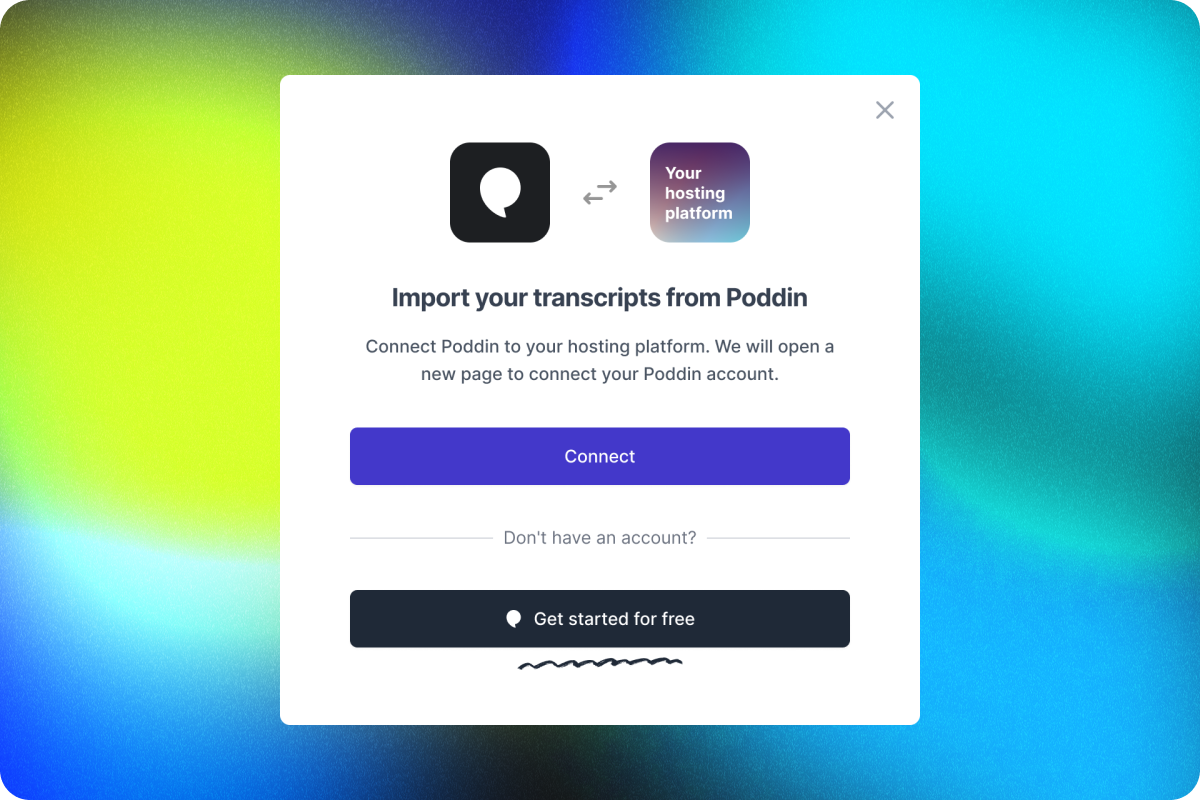 Your
hosting
platform
Import your transcripts from Poddin
Connect Poddin to your hosting platform. We will open a
new page to connect your Poddin account.
Connect
Don't have an account?
Get started for free